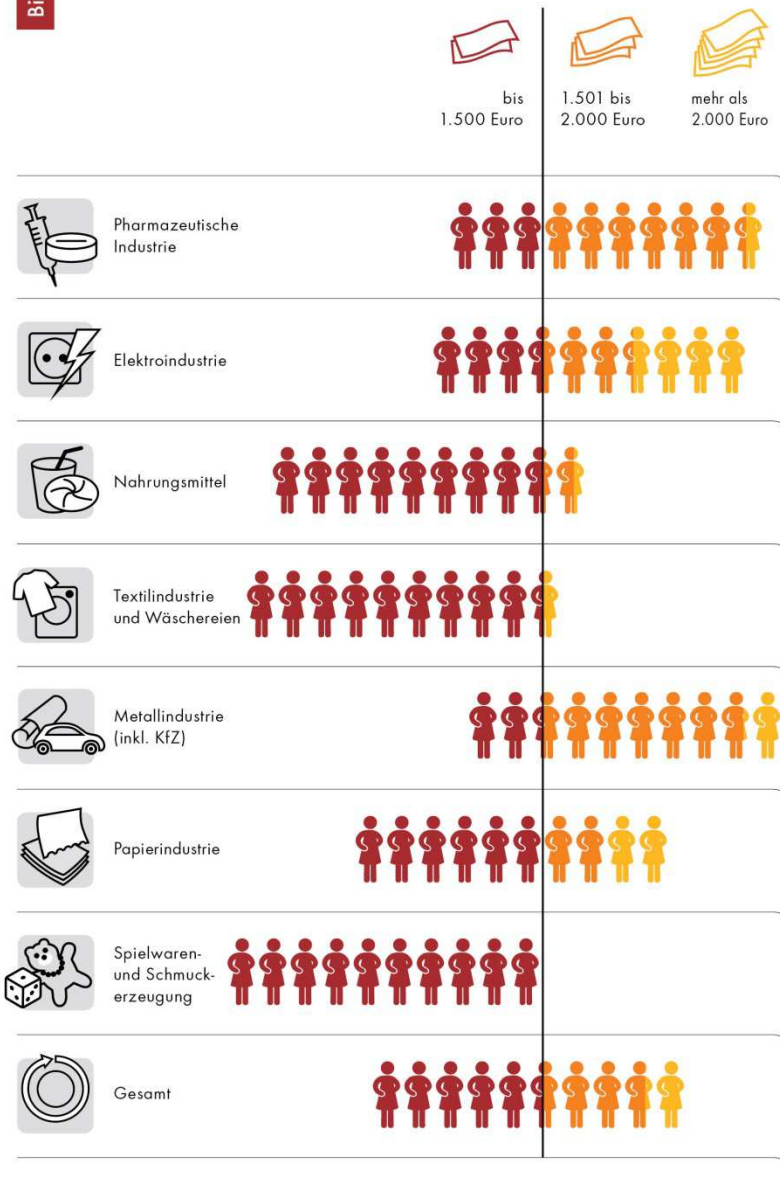 Bi
bis
1.500 Euro
1.501 bis
2.000 Euro
mehr als
2.000 Euro
Pharmazeutische
Industrie
Elektroindustrie
Nahrungsmittel
Textilindustrie
und Wäschereien
Metallindustrie
(inkl. KfZ)
Papierindustrie
Spielwaren-
und Schmuck-
erzeugung
Gesamt